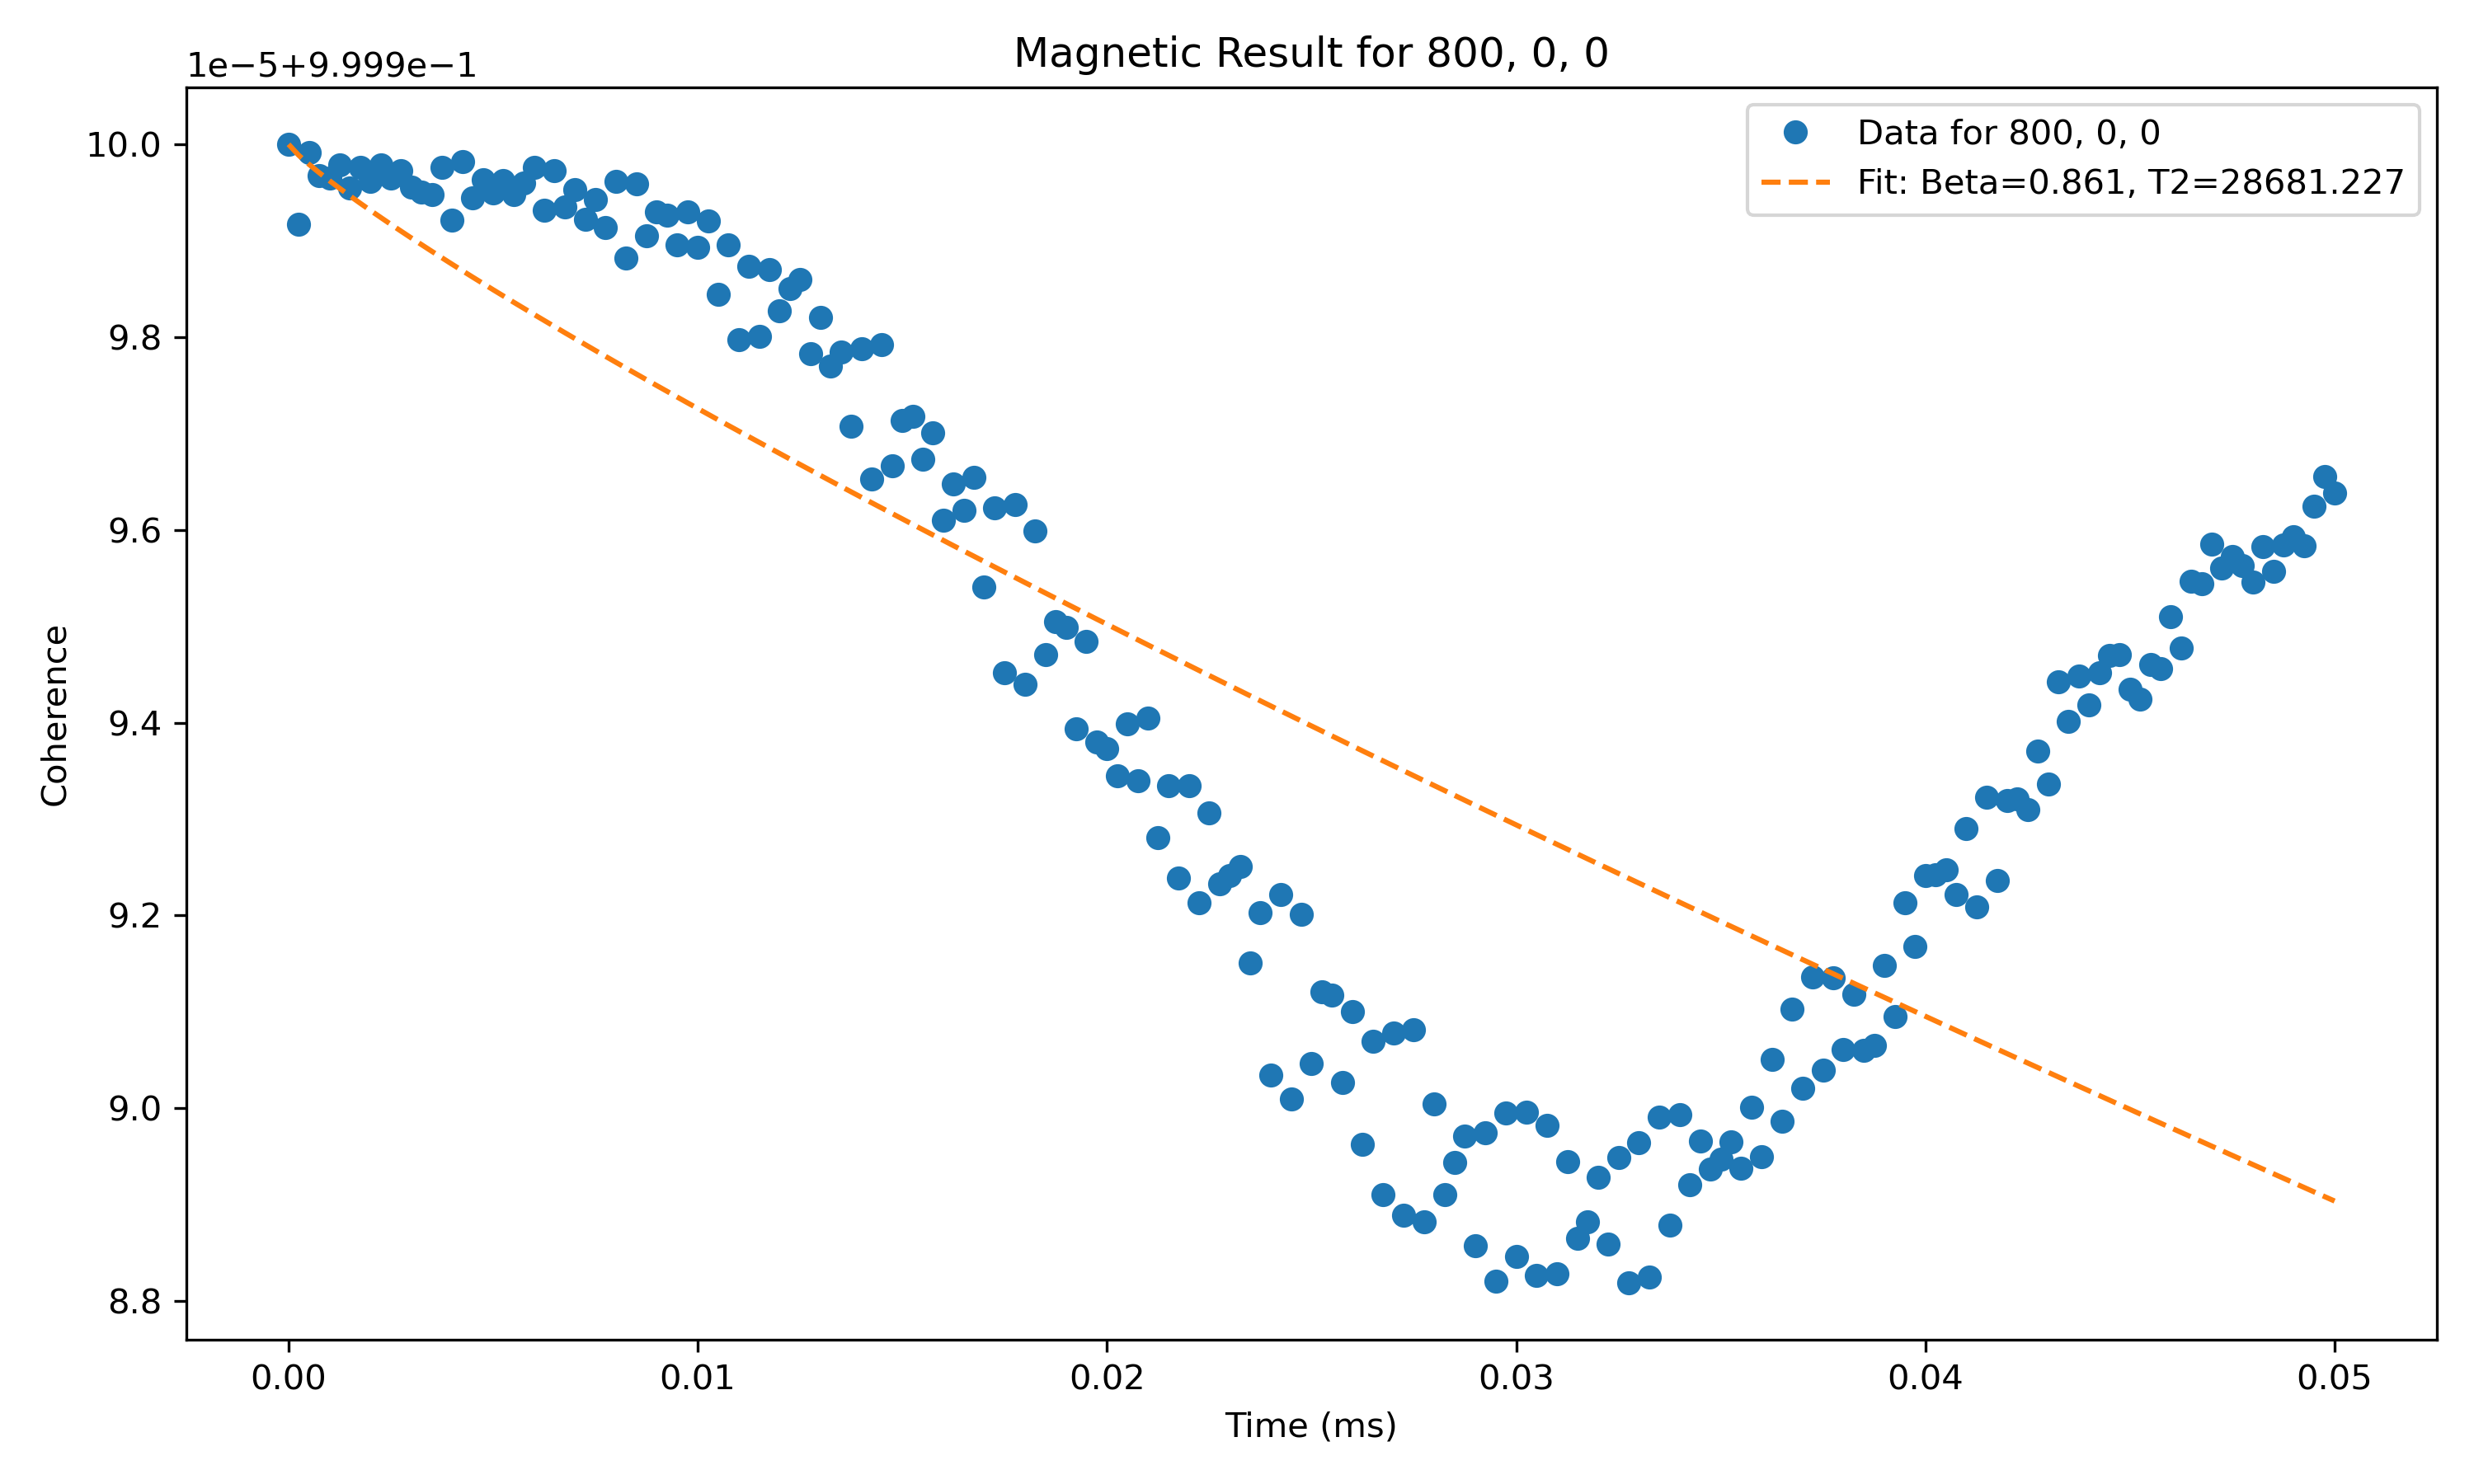 Magnetic Result for 800, 0, 0
1e−5+9.999e−1
Data for 800, 0, 0
Fit: Beta=0.861, T2=28681.227
10.0
9.8
9.6
9.4
9.2
9.0
8.8
Coherence
0.00 0.01 0.02 0.03 0.04 0.05
Time (ms)